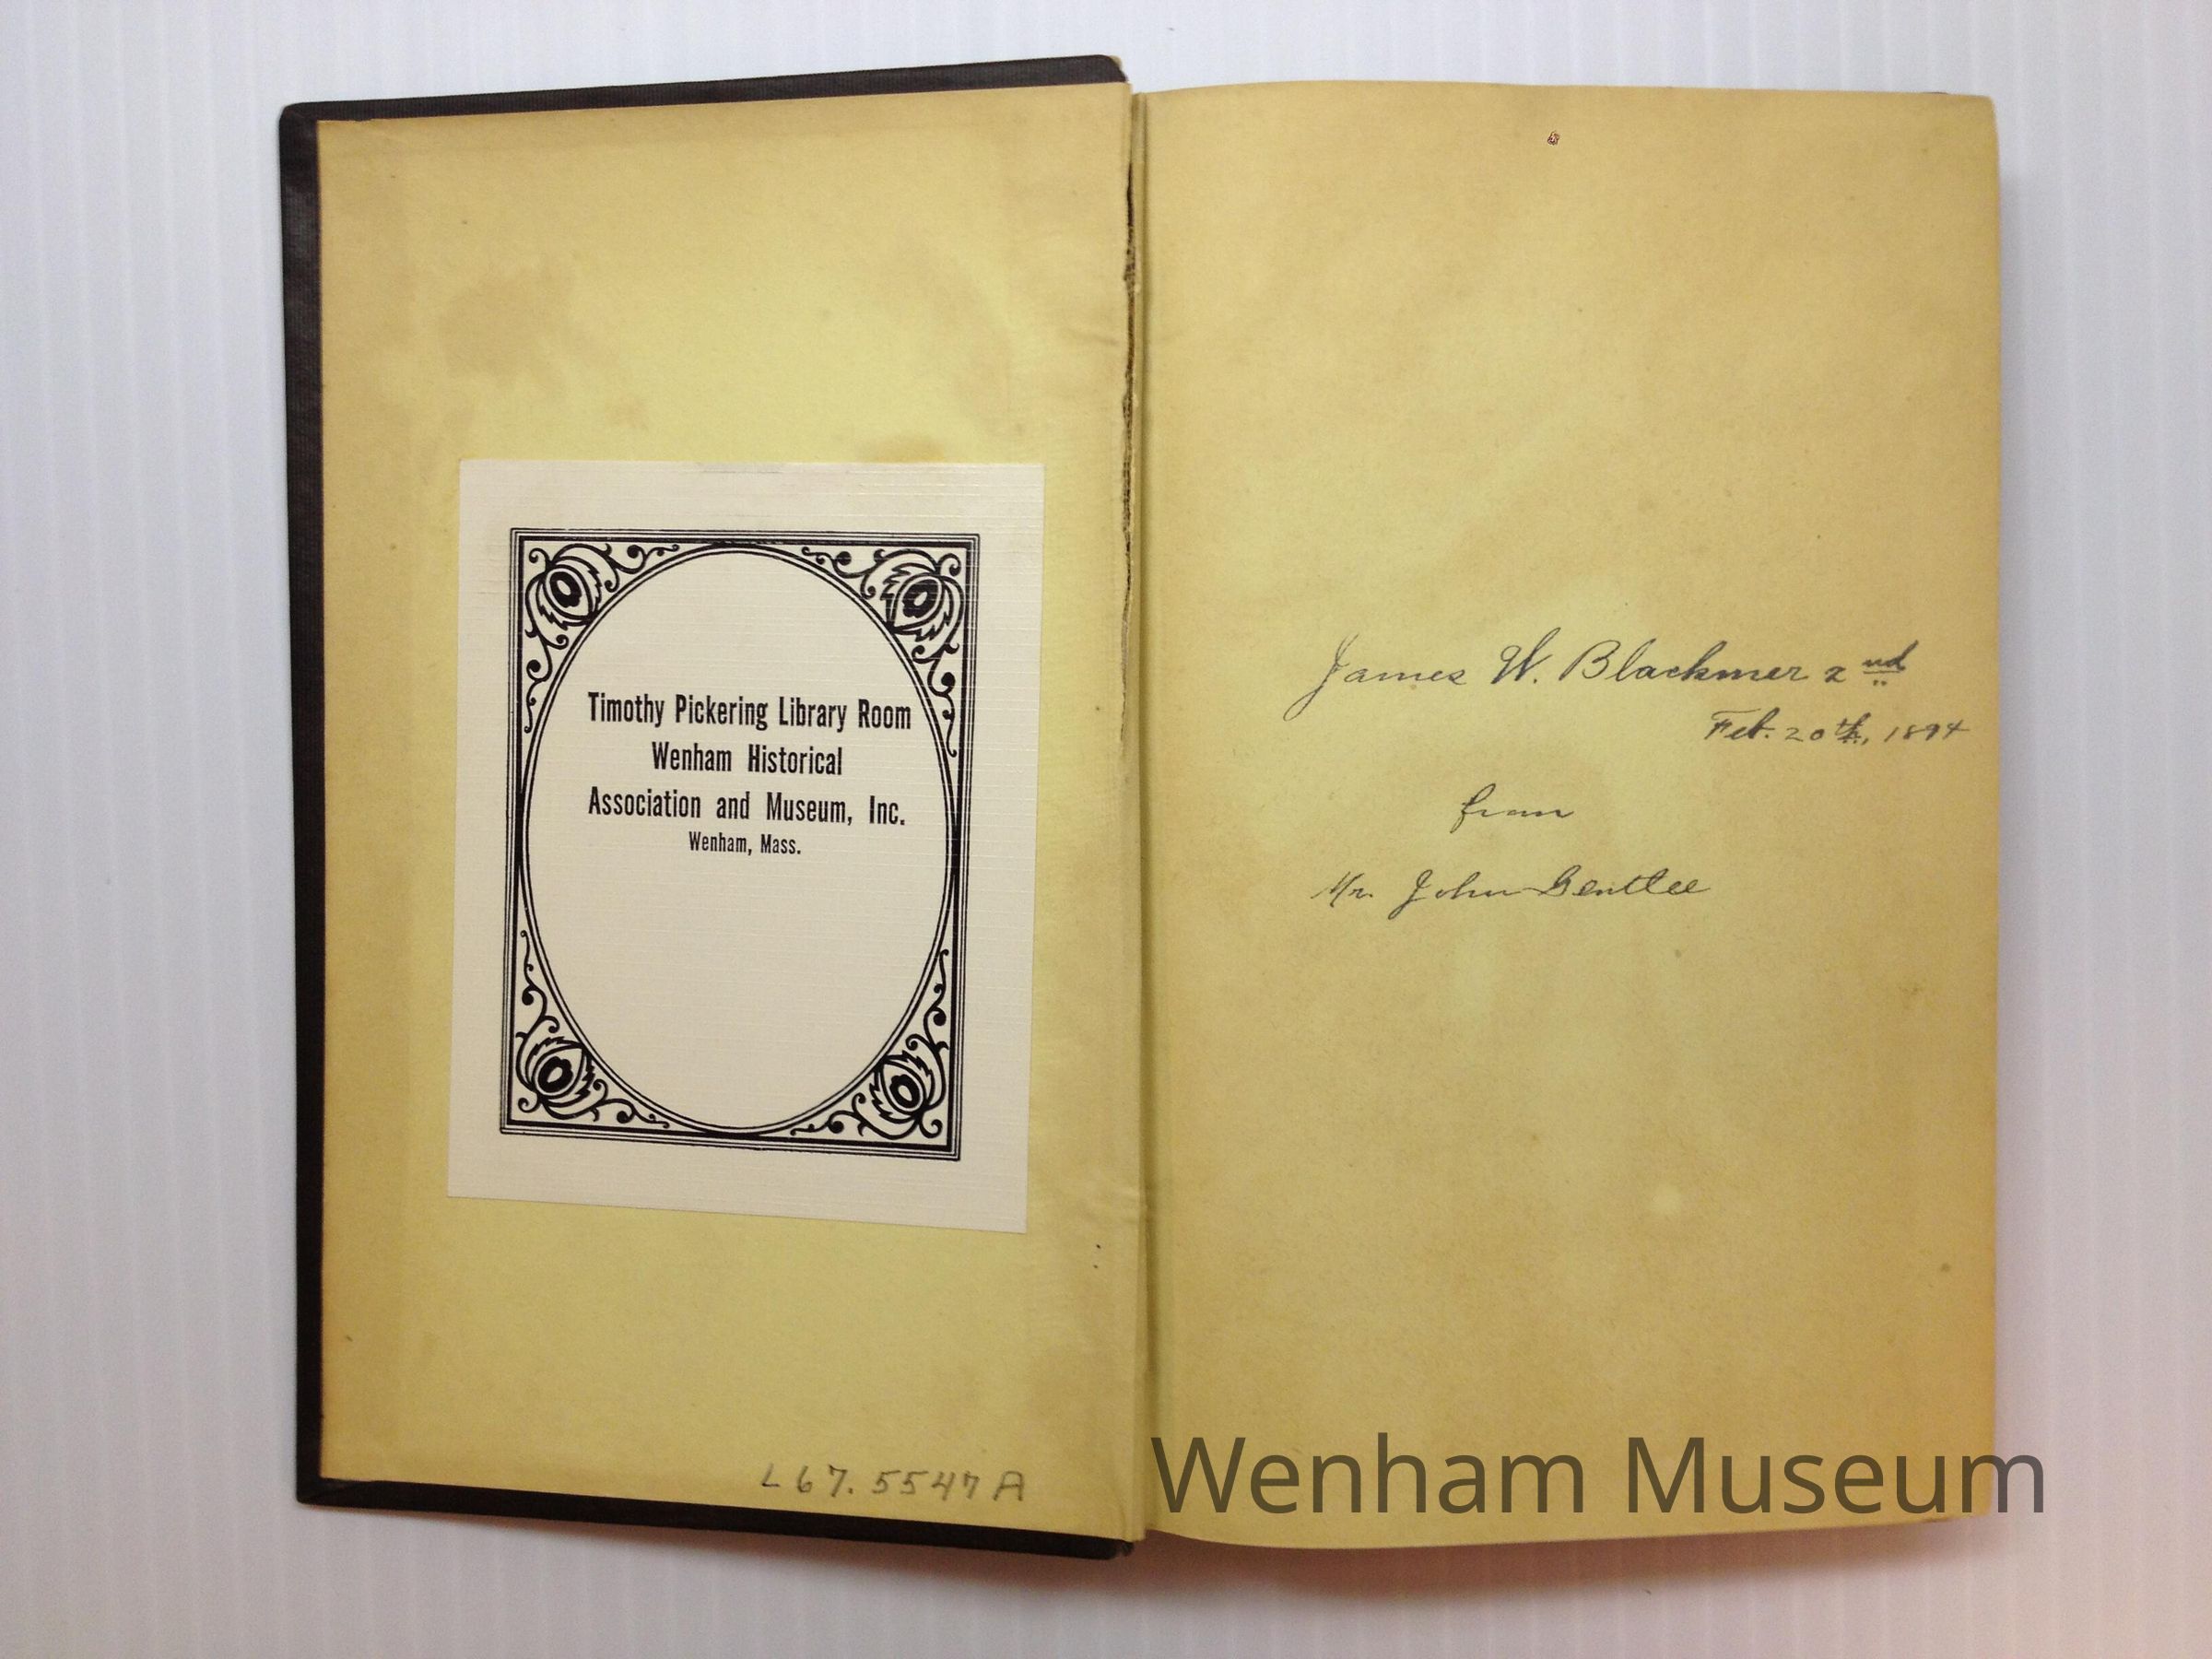 Timothy Pickering Library Room
Wenham Historical
Association and Museum, Inc.
Wenham, Mass.
L67.5547A
James W. Blackmer 2nd
Feb. 20th, 1894
from
Mr. John Gentlee
Wenham Museum